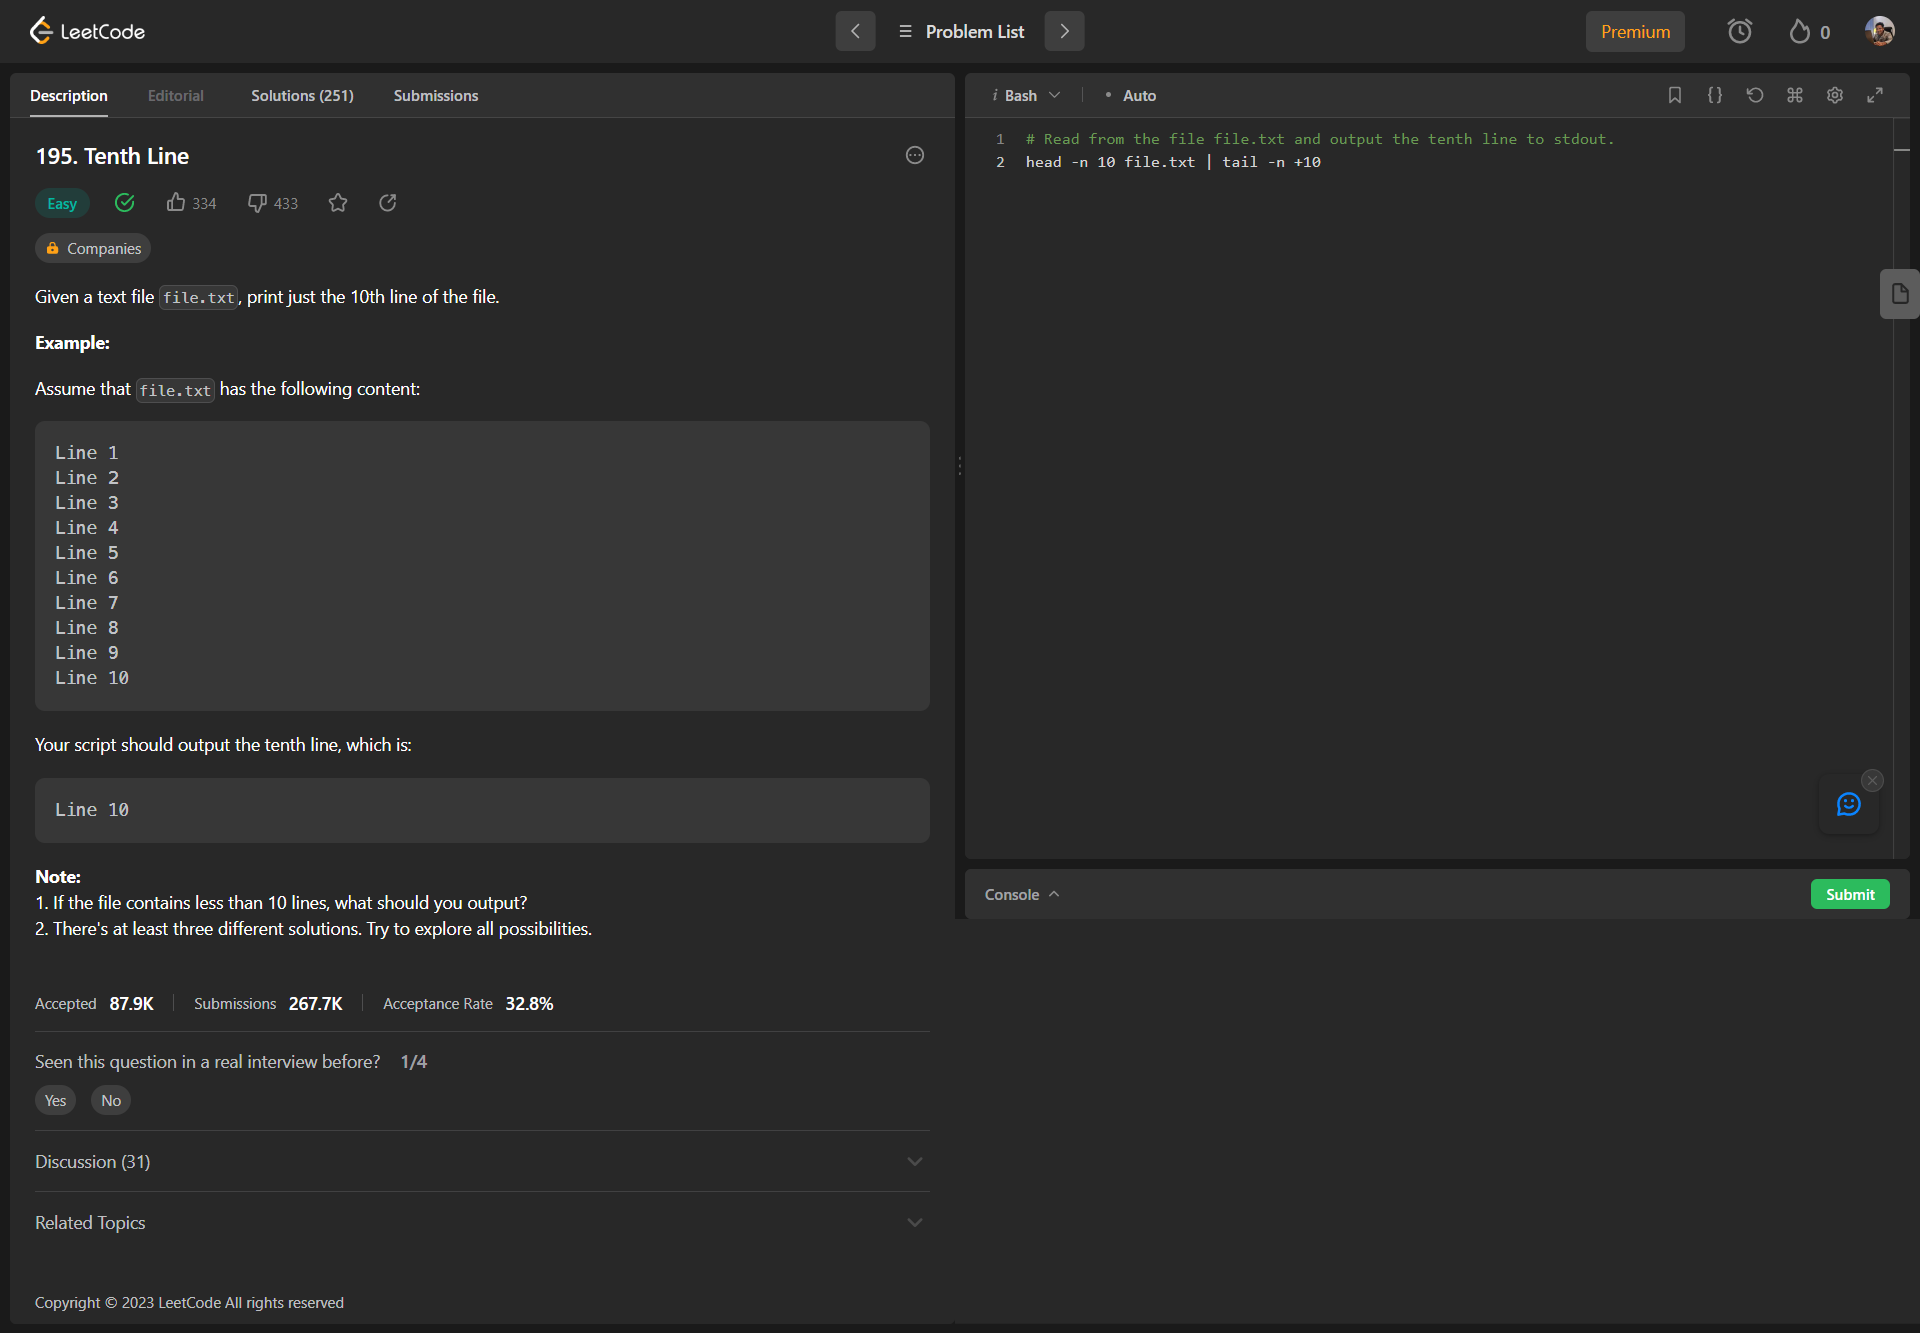 LeetCode
Problem List
Premium
0
Description Editorial Solutions (251) Submissions
195. Tenth Line
Easy 334 433
Companies
Given a text file file.txt, print just the 10th line of the file.
Example:
Assume that file.txt has the following content:
Line 1
Line 2
Line 3
Line 4
Line 5
Line 6
Line 7
Line 8
Line 9
Line 10
Your script should output the tenth line, which is:
Line 10
Note:
1. If the file contains less than 10 lines, what should you output?
2. There's at least three different solutions. Try to explore all possibilities.
Accepted 87.9K Submissions 267.7K Acceptance Rate 32.8%
Seen this question in a real interview before? 1/4
Yes No
Discussion (31)
Related Topics
Copyright © 2023 LeetCode All rights reserved
i Bash • Auto
1 # Read from the file file.txt and output the tenth line to stdout.
2 head -n 10 file.txt | tail -n +10
Console
Submit